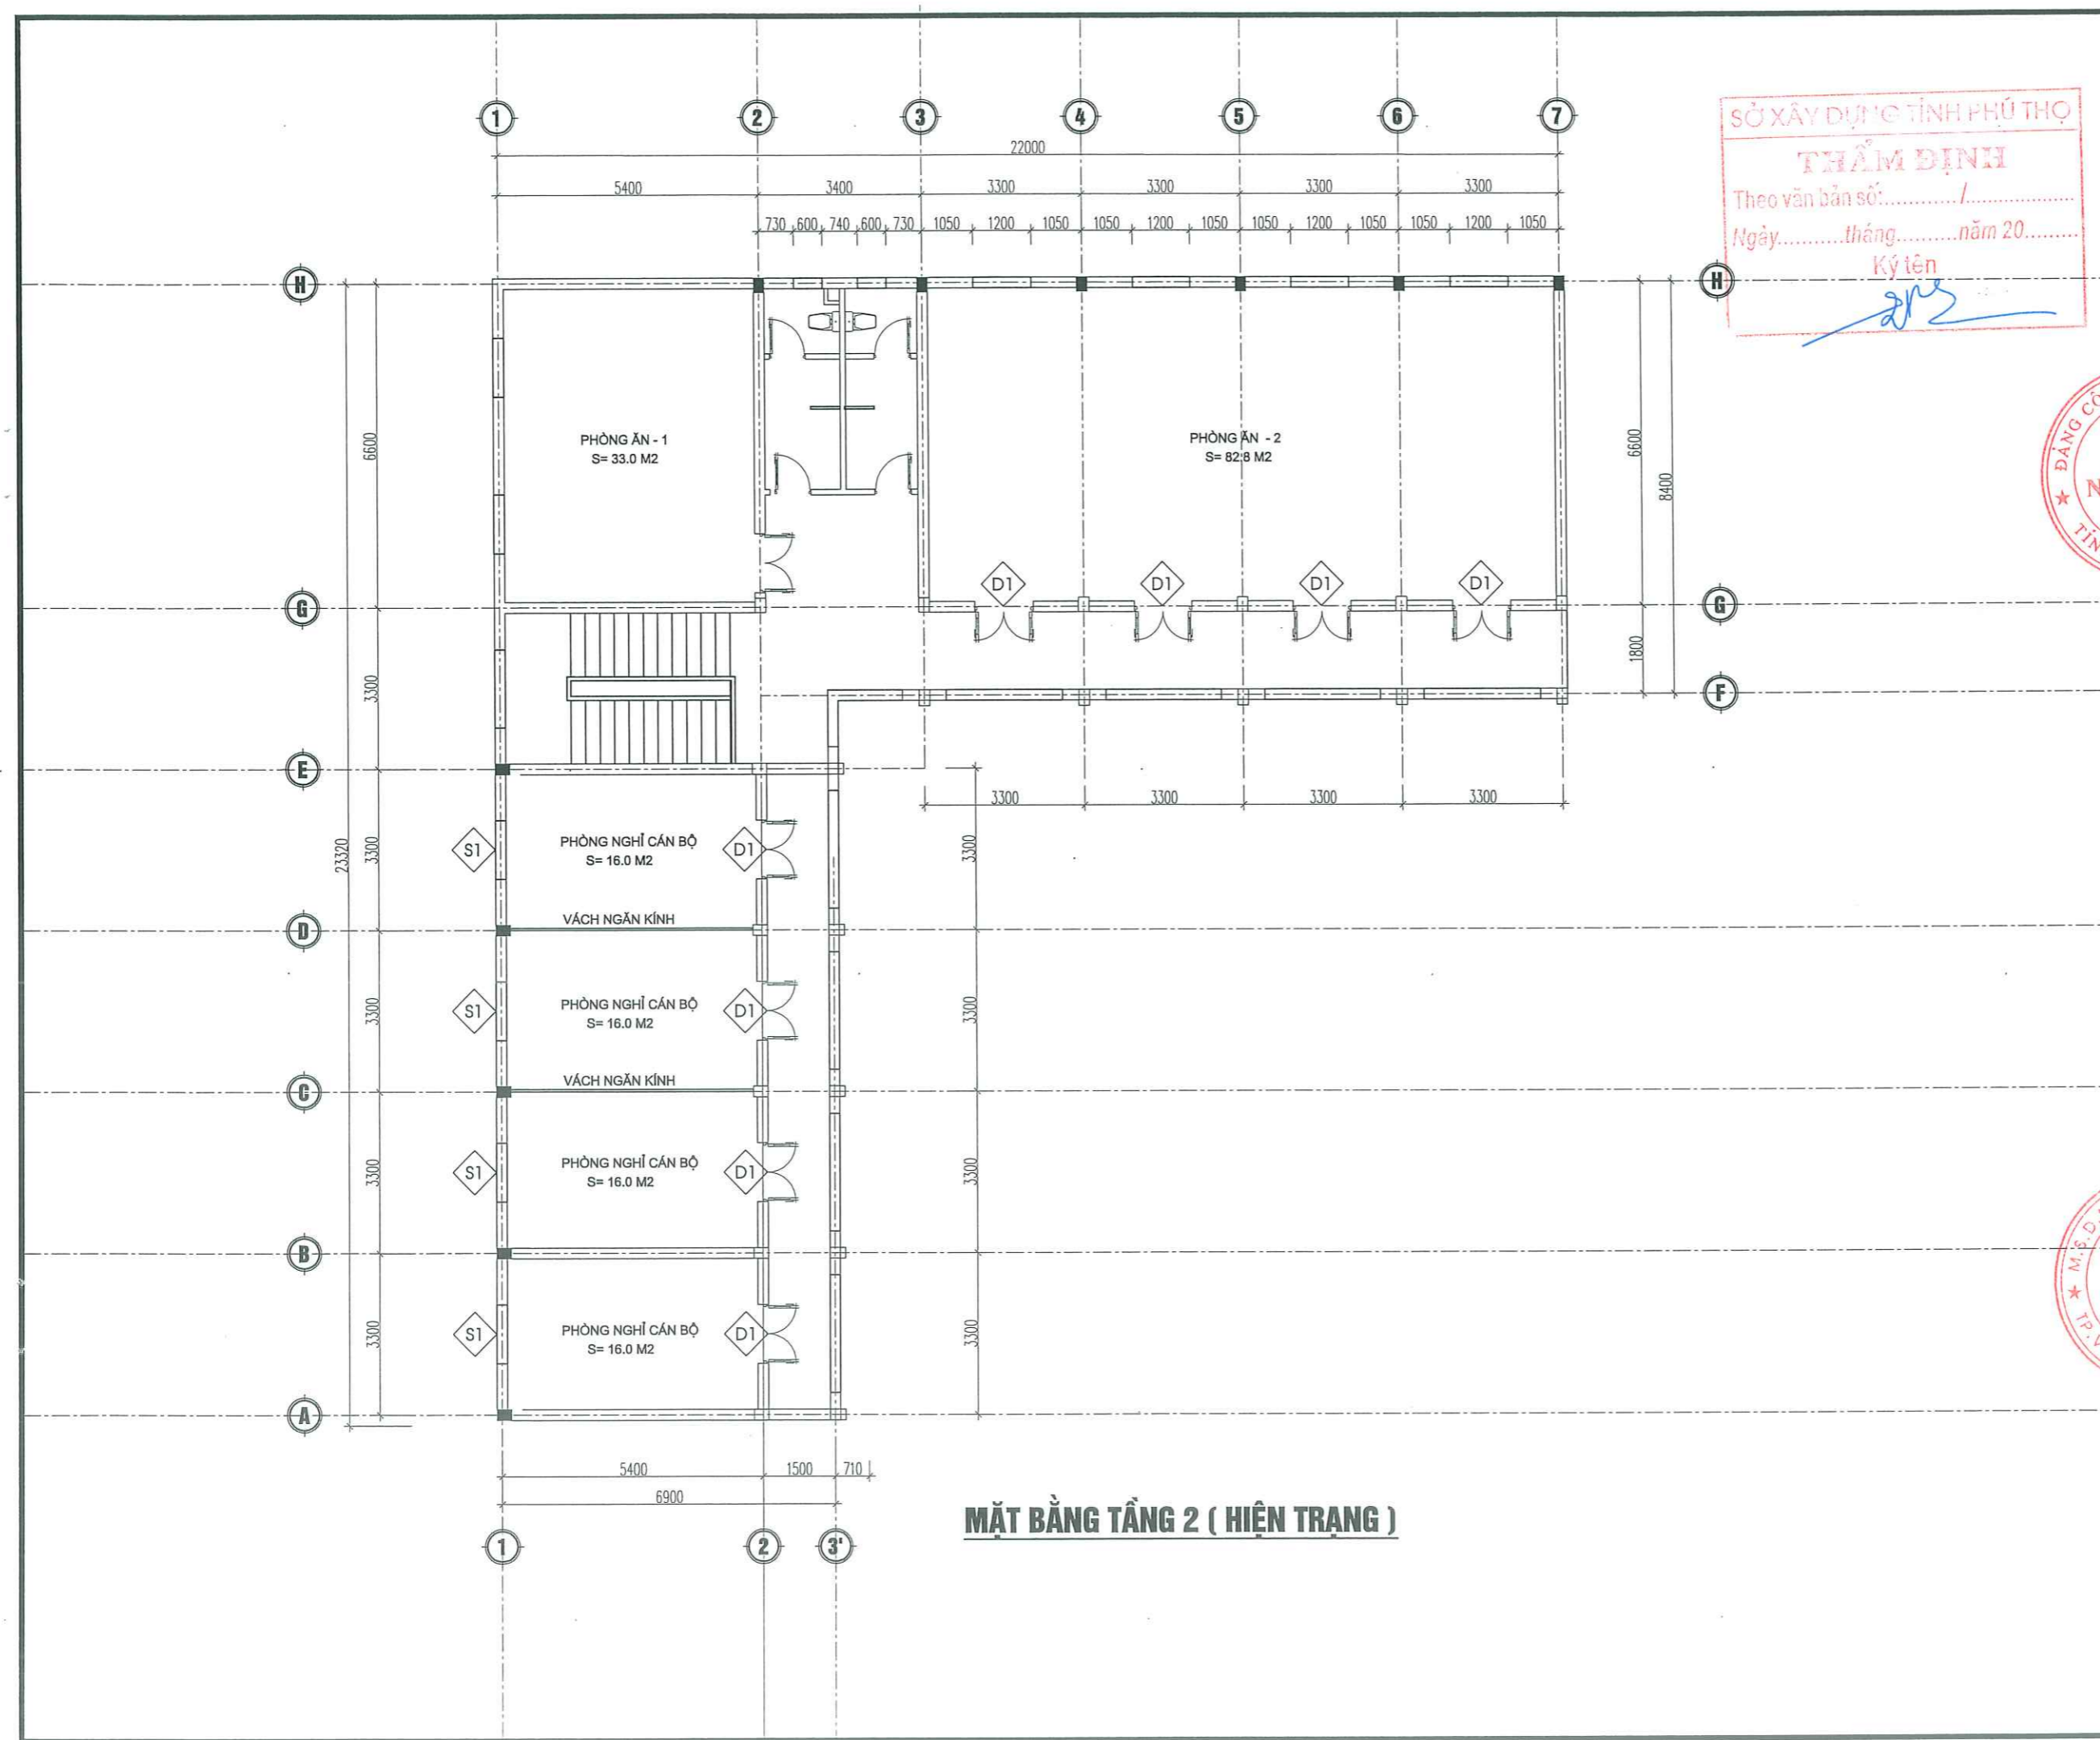 1 2 3 4 5 6 7
22000
5400 3400 3300 3300 3300 3300
730 600 740 600 730 1050 1200 1050 1050 1200 1050 1050 1200 1050 1050 1200 1050
SỞ XÂY DỰNG TỈNH PHÚ THỌ
THẨM ĐỊNH
Theo văn bản số:............/.................
Ngày..........tháng.........năm 20........
Ký tên
H
H
PHÒNG ĂN - 1
S= 33.0 M2
PHÒNG ĂN - 2
S= 82.8 M2
6600
6600
8400
ĐẢNG CÔ
N
TỈN
D1 D1 D1 D1
G
G
1800
3300
F
E
3300 3300 3300 3300
23320
3300
S1
PHÒNG NGHỈ CÁN BỘ
S= 16.0 M2
D1
3300
VÁCH NGĂN KÍNH
D
3300
S1
PHÒNG NGHỈ CÁN BỘ
S= 16.0 M2
D1
3300
VÁCH NGĂN KÍNH
C
3300
S1
PHÒNG NGHỈ CÁN BỘ
S= 16.0 M2
D1
3300
B
3300
S1
PHÒNG NGHỈ CÁN BỘ
S= 16.0 M2
D1
3300
M.S.D
TP.V
A
5400 1500 710
6900
1 2 3'
MẶT BẰNG TẦNG 2 ( HIỆN TRẠNG )